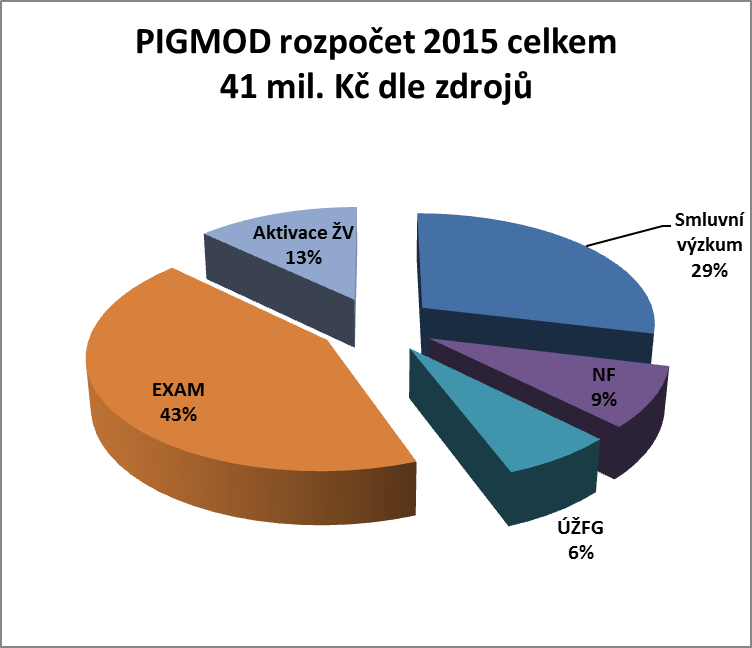 PIGMOD rozpočet 2015 celkem
41 mil. Kč dle zdrojů
Aktivace ŽV
13%
Smluvní
výzkum
29%
NF
9%
EXAM
43%
ÚŽFG
6%